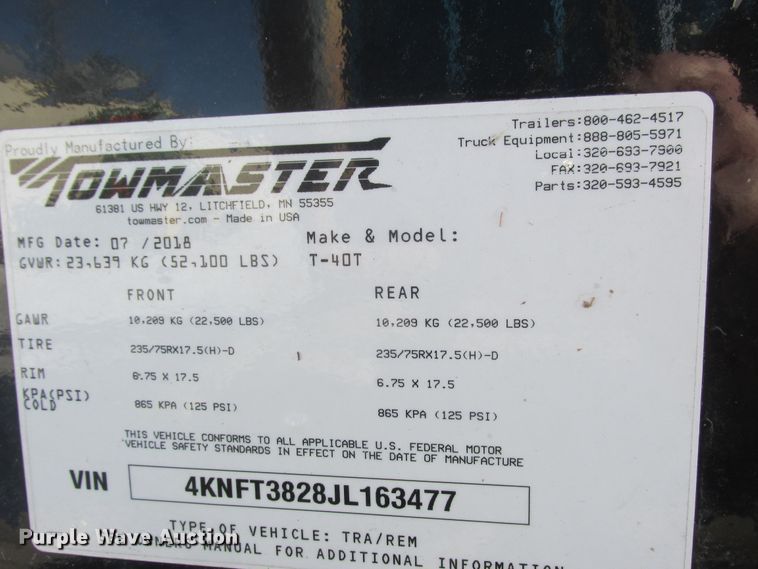 Proudly Manufactured By:
TOWMASTER
61381 US HWY 12, LITCHFIELD, MN 55355
towmaster.com - Made in USA
Trailers:800-462-4517
Truck Equipment:888-805-5971
Local:320-693-7900
FAX:320-693-7921
Parts:320-593-4595
MFG Date: 07 /2018
Make & Model:
GVWR: 23,639 KG (52,100 LBS)
T-40T
FRONT REAR
GAWR 10,209 KG (22,500 LBS) 10,209 KG (22,500 LBS)
TIRE 235/75RX17.5(H)-D 235/75RX17.5(H)-D
RIM 6.75 X 17.5 6.75 X 17.5
KPA(PSI)
COLD 865 KPA (125 PSI) 865 KPA (125 PSI)
THIS VEHICLE CONFORMS TO ALL APPLICABLE U.S. FEDERAL MOTOR
VEHICLE SAFETY STANDARDS IN EFFECT ON THE DATE OF MANUFACTURE
VIN 4KNFT3828JL163477
TYPE OF VEHICLE: TRA/REM
OWNERS MANUAL FOR ADDITIONAL INFORMATION
Purple Wave Auction